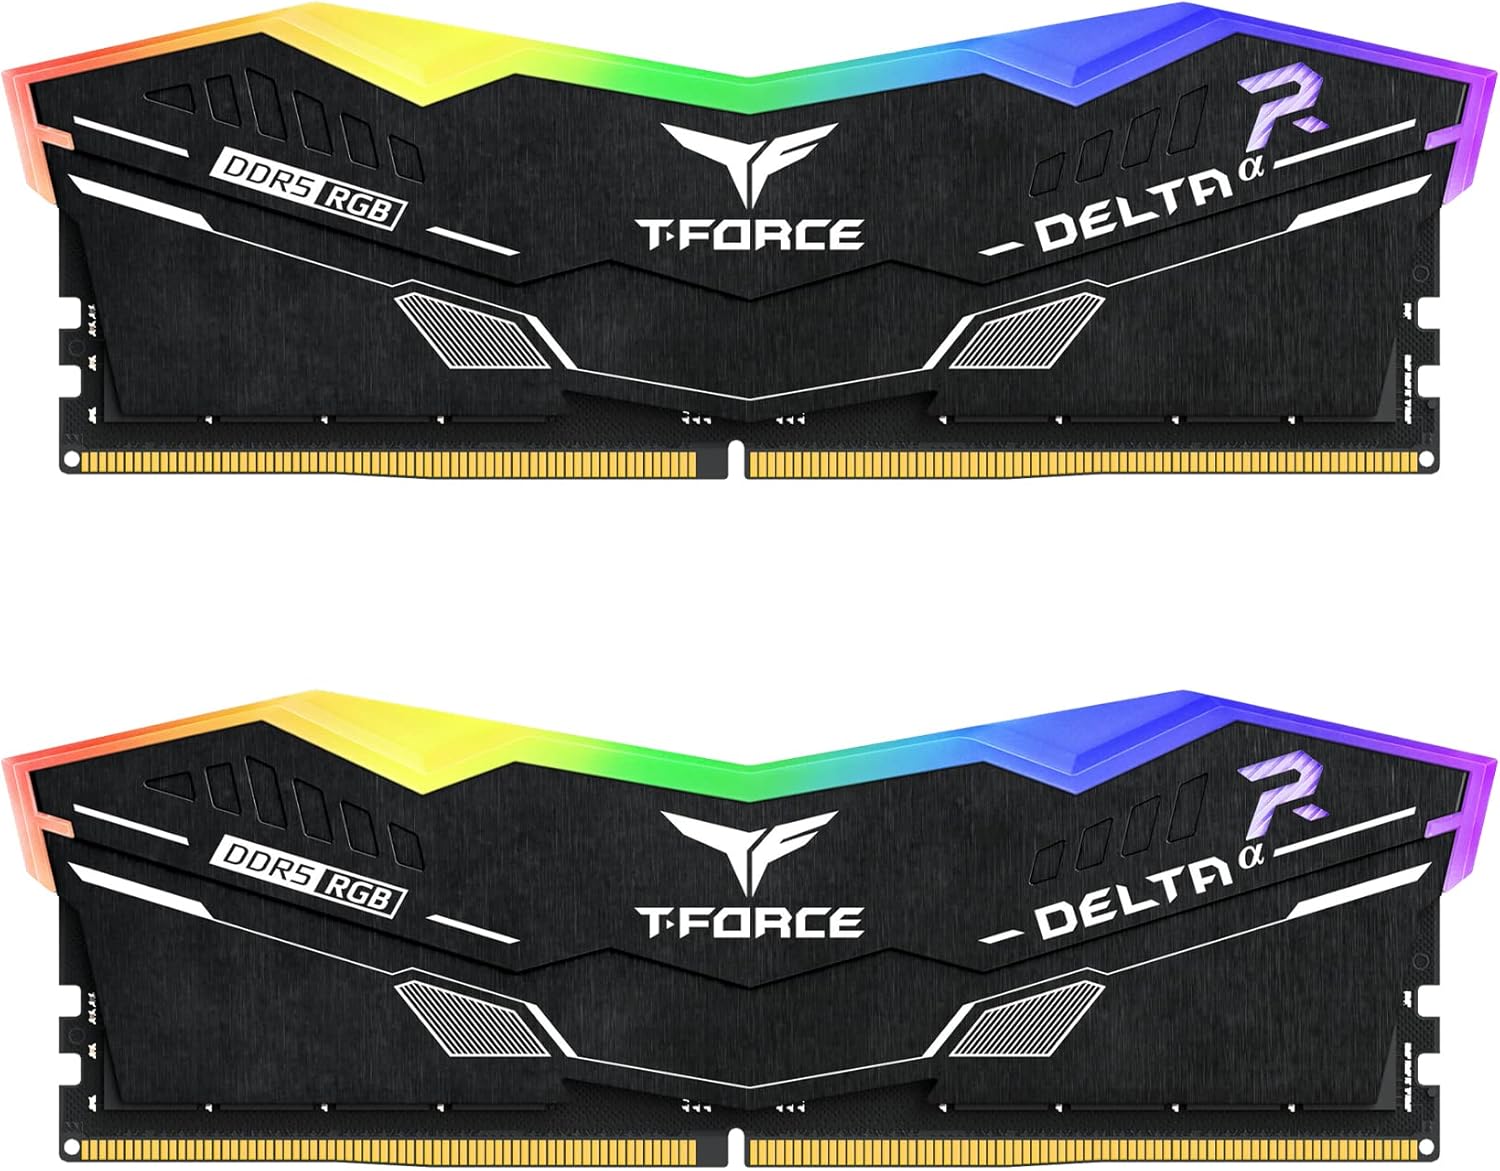 DDR5 RGB
T-FORCE
DELTA α
R
DDR5 RGB
T-FORCE
DELTA α
R